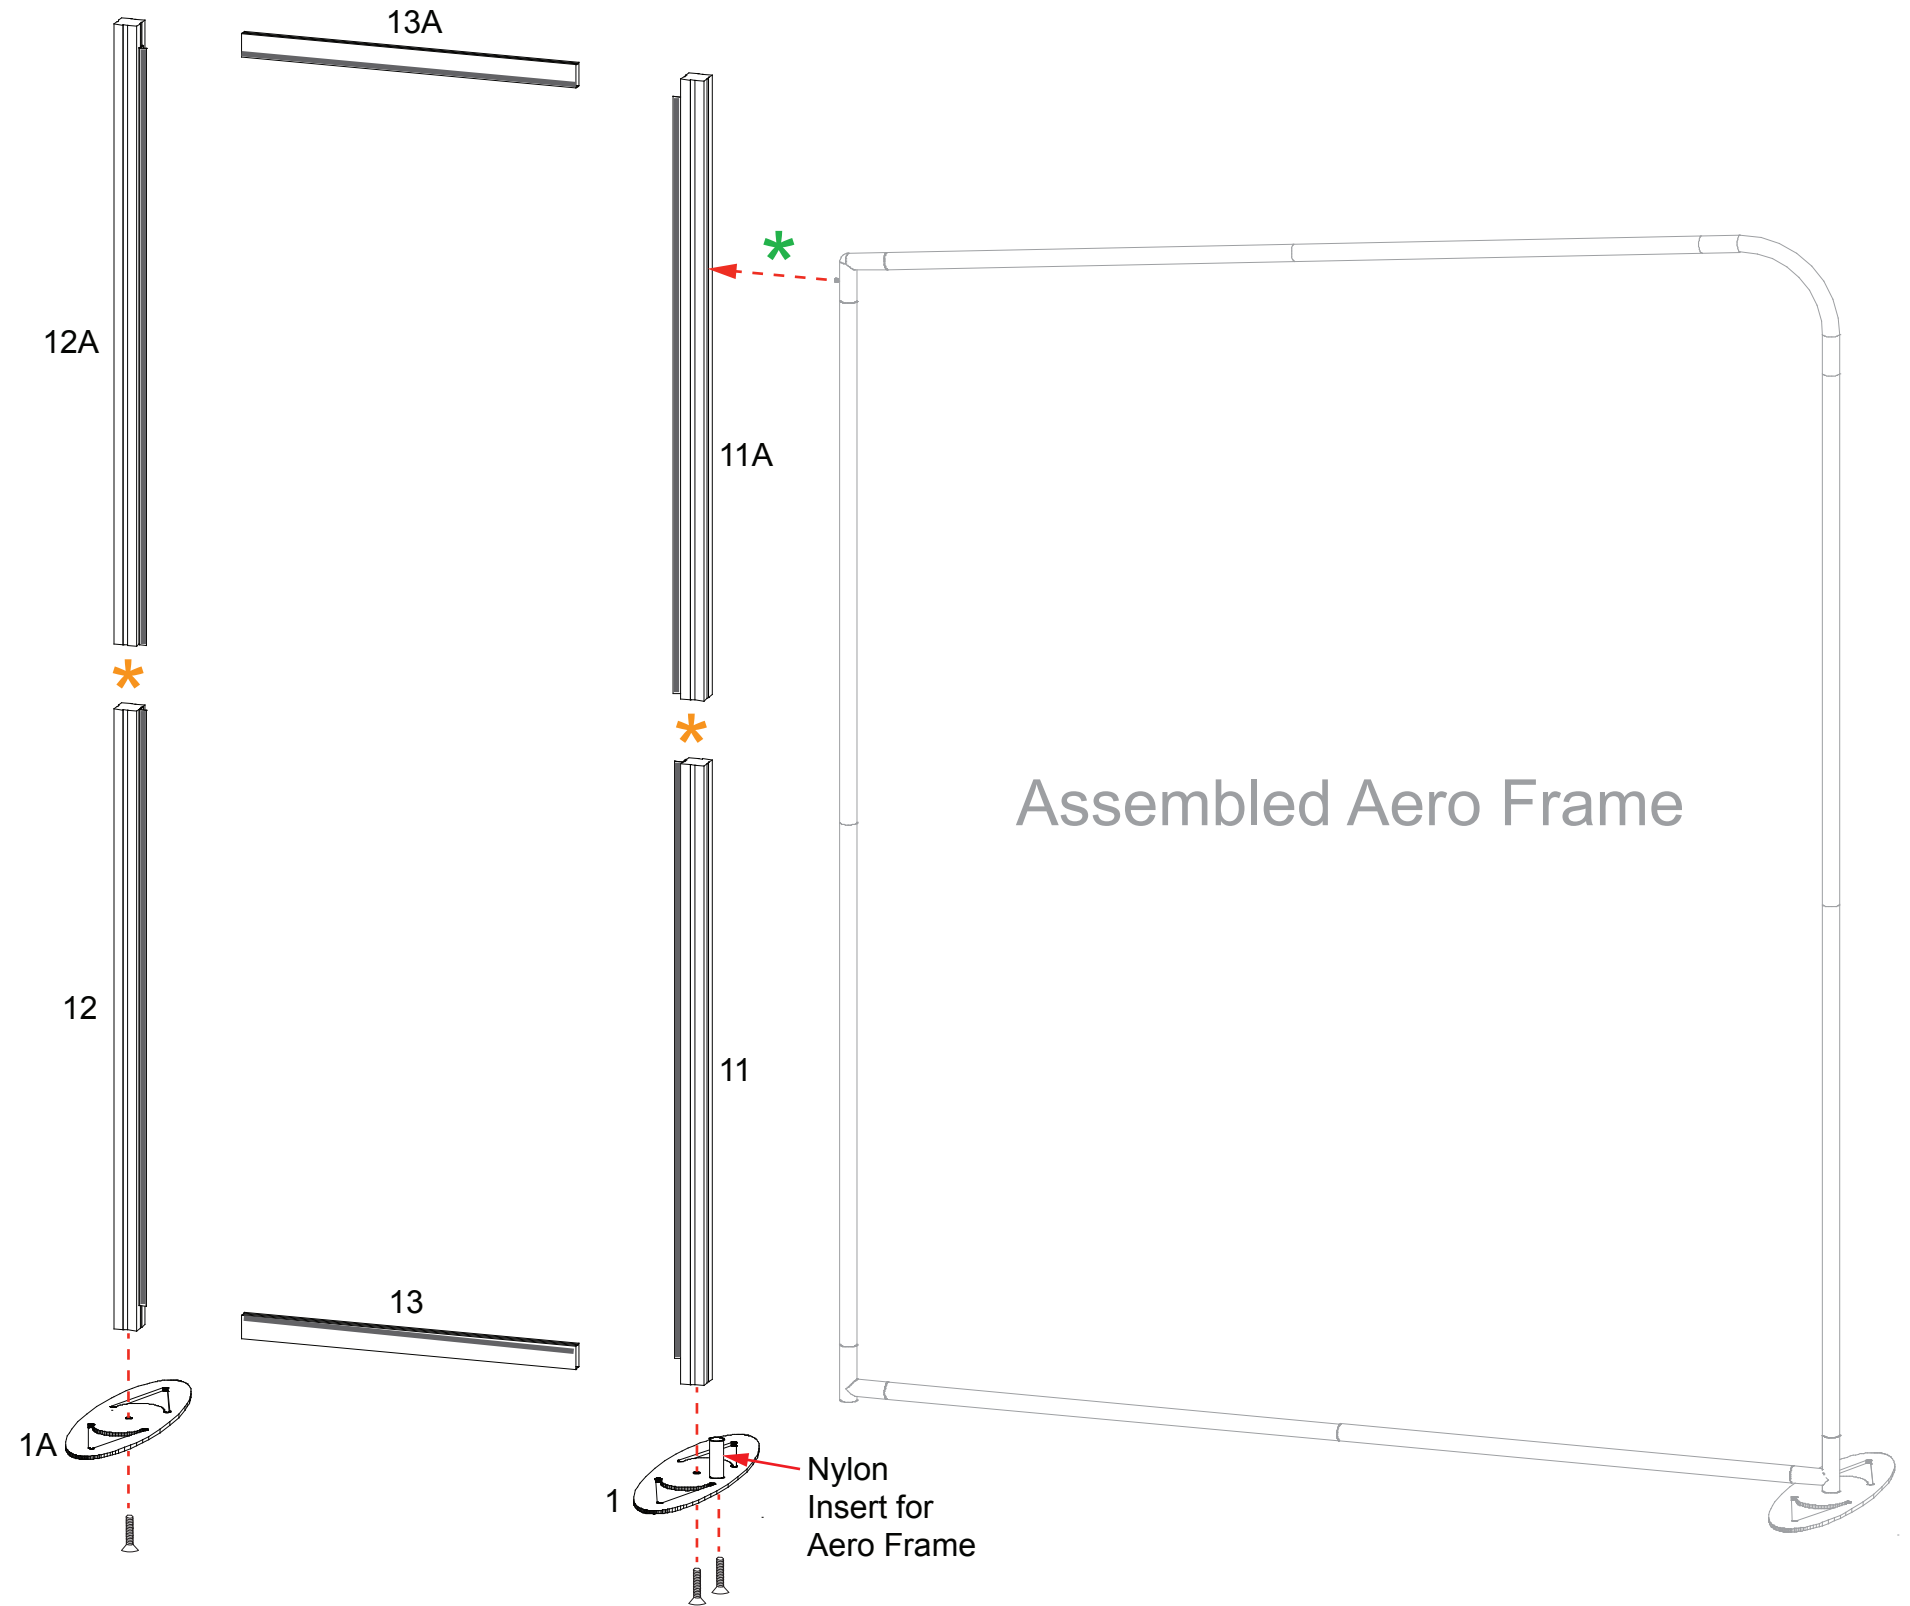 13A
*
12A
11A
*
*
Assembled Aero Frame
12
11
13
1A
1
Nylon
Insert for
Aero Frame